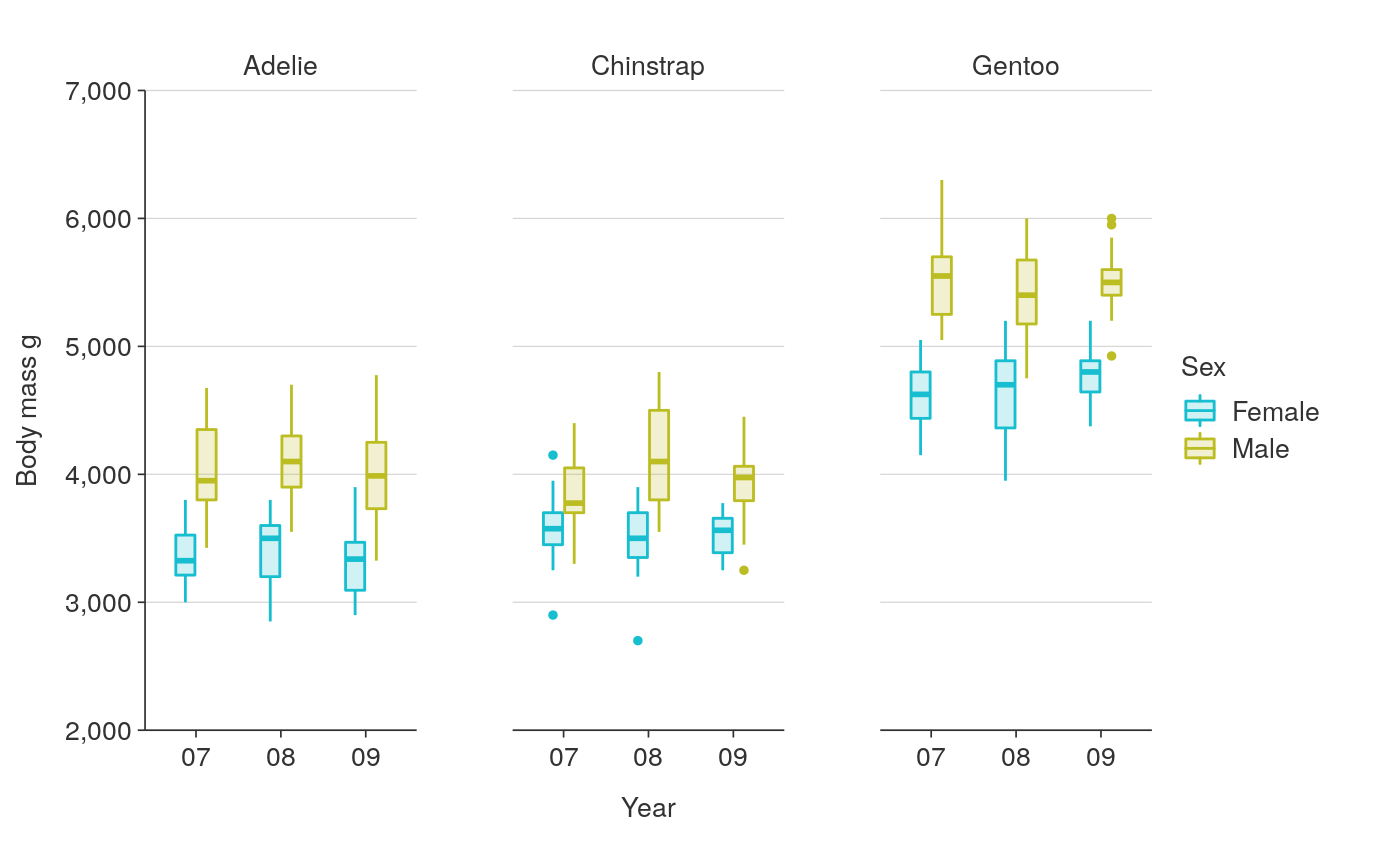 Adelie Chinstrap Gentoo
7,000
6,000
5,000
4,000
3,000
2,000
Body mass g
07 08 09 07 08 09 07 08 09
Year
Sex
Female
Male